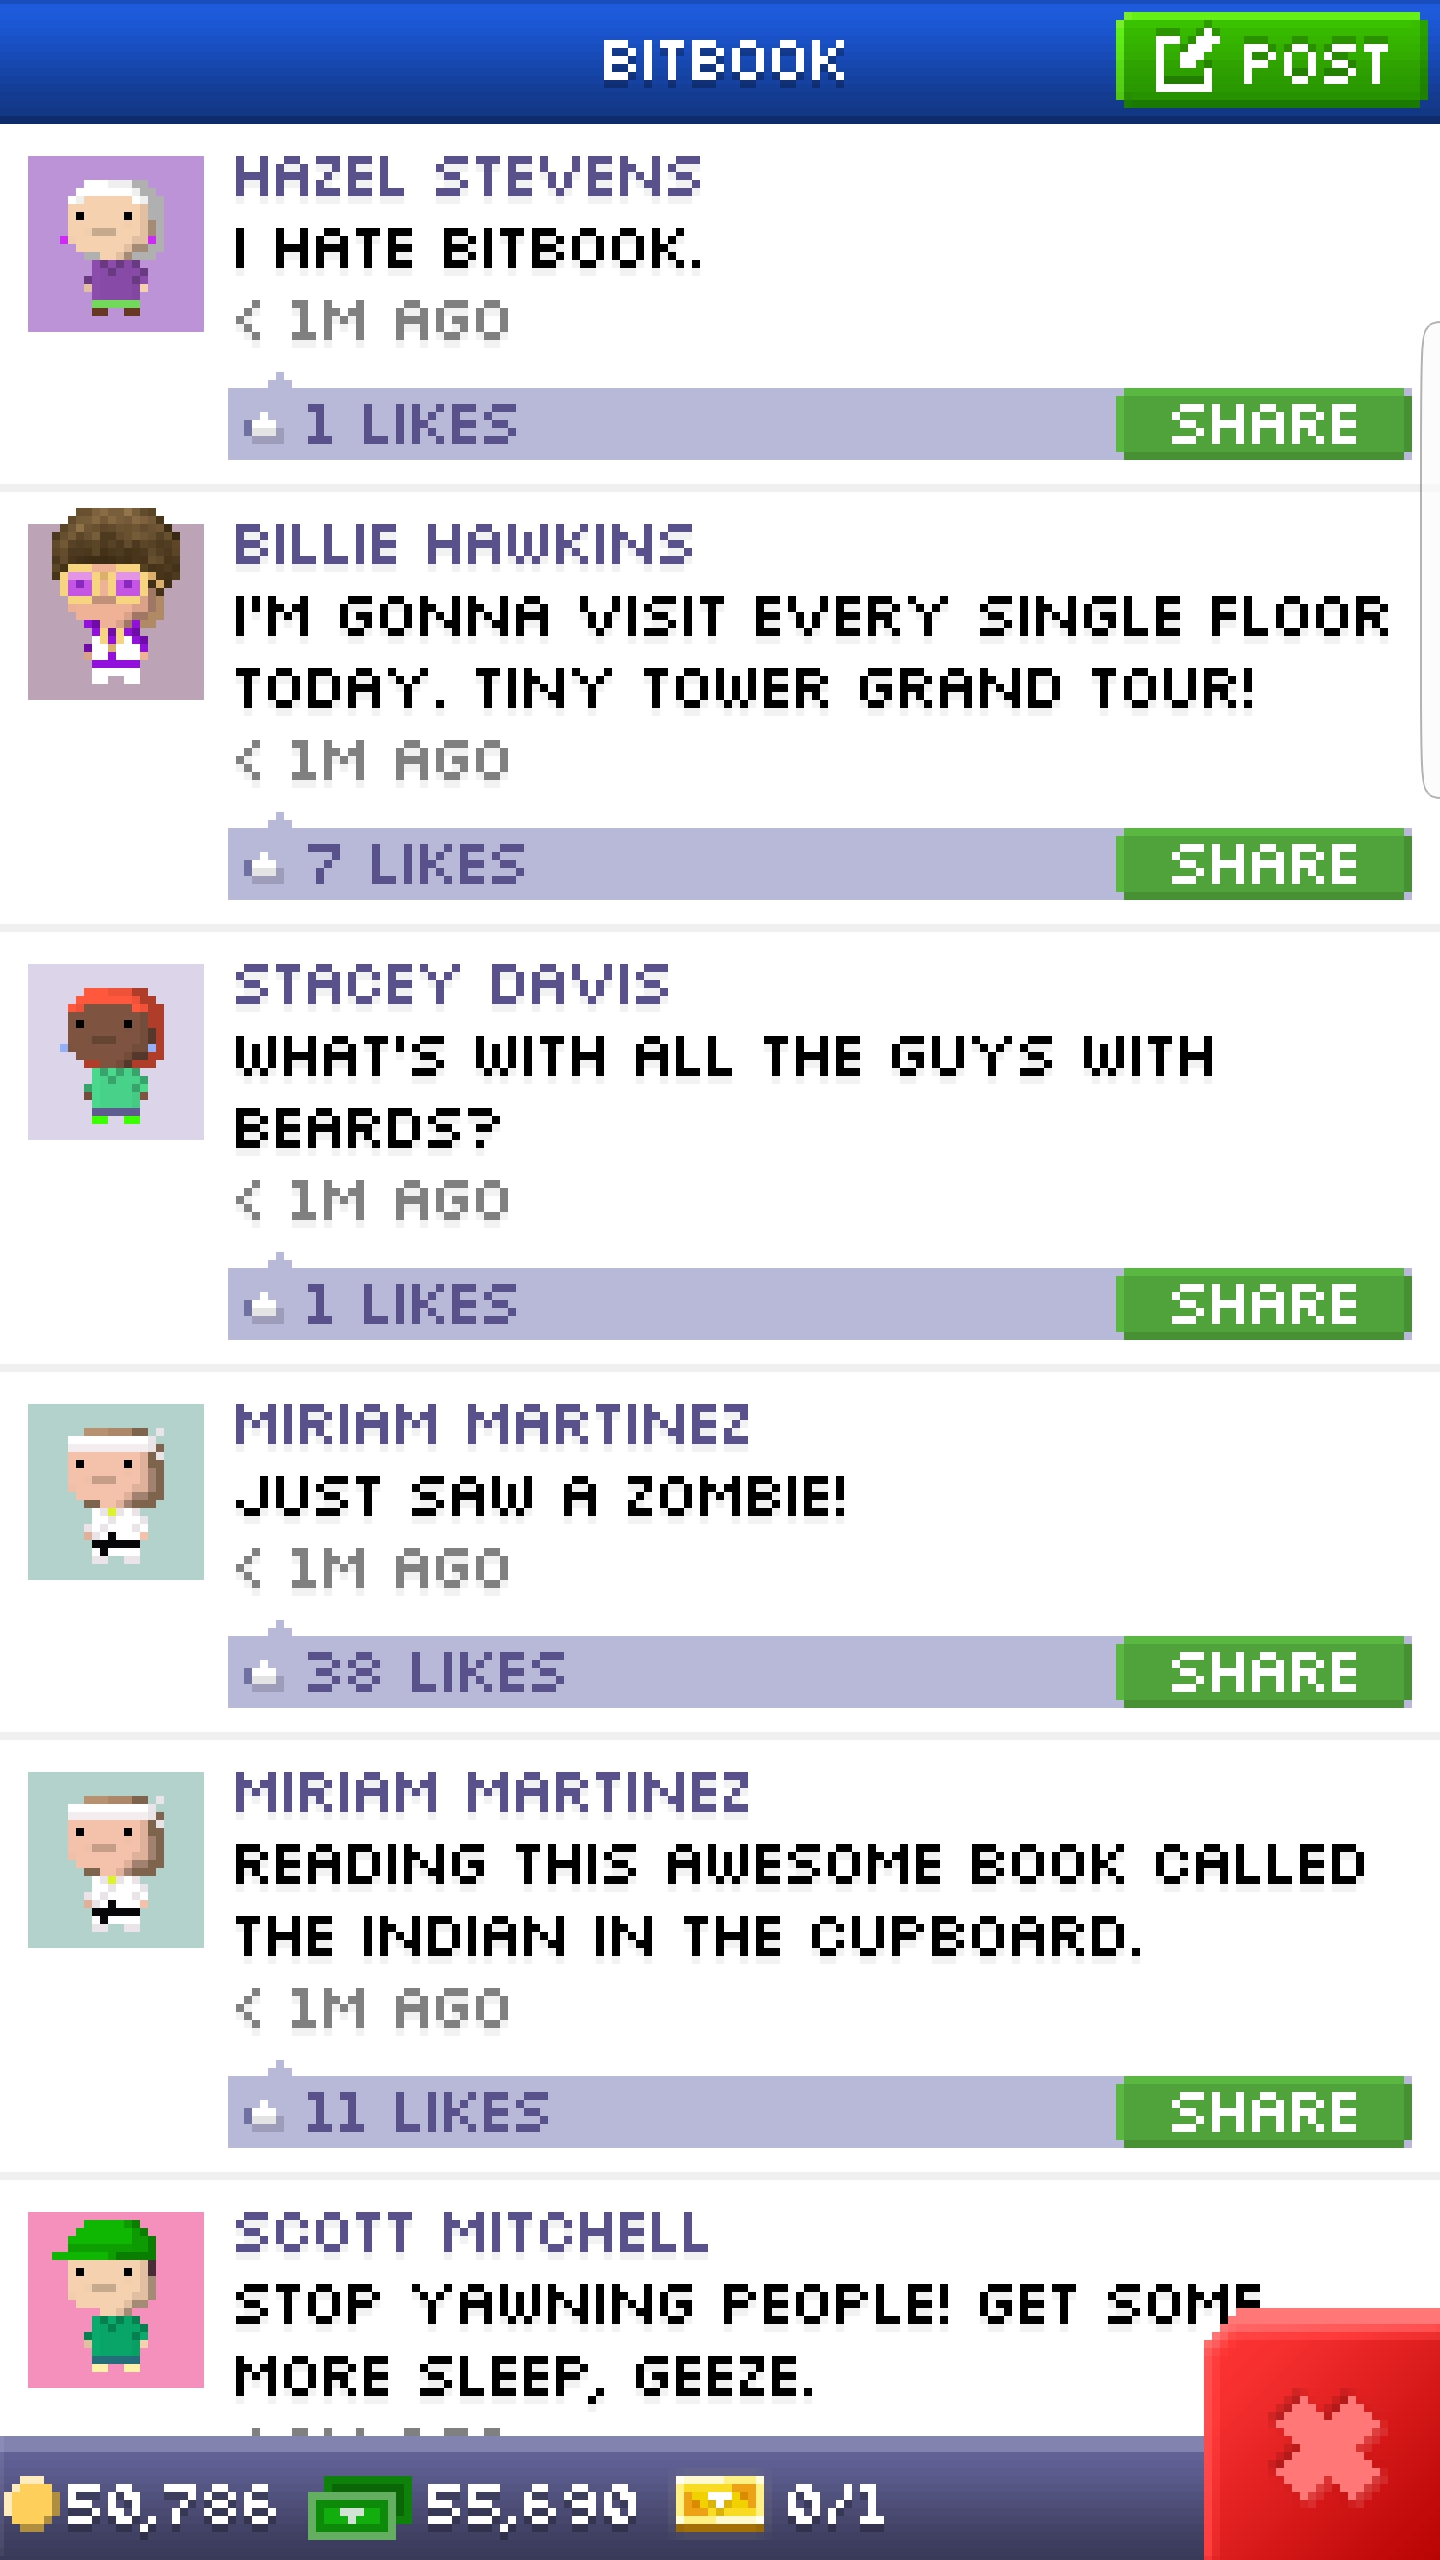 BITBOOK
POST
HAZEL STEVENS
I HATE BITBOOK.
< 1M AGO
1 LIKES
SHARE
BILLIE HAWKINS
I'M GONNA VISIT EVERY SINGLE FLOOR
TODAY. TINY TOWER GRAND TOUR!
< 1M AGO
7 LIKES
SHARE
STACEY DAVIS
WHAT'S WITH ALL THE GUYS WITH
BEARDS?
< 1M AGO
1 LIKES
SHARE
MIRIAM MARTINEZ
JUST SAW A ZOMBIE!
< 1M AGO
38 LIKES
SHARE
MIRIAM MARTINEZ
READING THIS AWESOME BOOK CALLED
THE INDIAN IN THE CUPBOARD.
< 1M AGO
11 LIKES
SHARE
SCOTT MITCHELL
STOP YAWNING PEOPLE! GET SOME
MORE SLEEP, GEEZE.
50,786 55,690 0/1